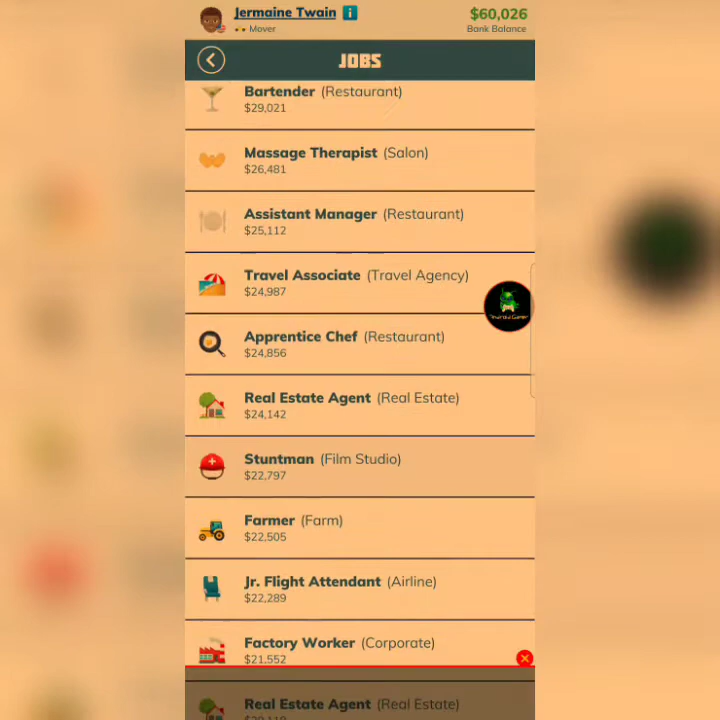 Jermaine Twain i
Mover
$60,026
Bank Balance
JOBS
Bartender (Restaurant)
$29,021
Massage Therapist (Salon)
$26,481
Assistant Manager (Restaurant)
$25,112
Travel Associate (Travel Agency)
$24,987
Apprentice Chef (Restaurant)
$24,856
Real Estate Agent (Real Estate)
$24,142
Stuntman (Film Studio)
$22,797
Farmer (Farm)
$22,505
Jr. Flight Attendant (Airline)
$22,289
Factory Worker (Corporate)
$21,552
Real Estate Agent (Real Estate)